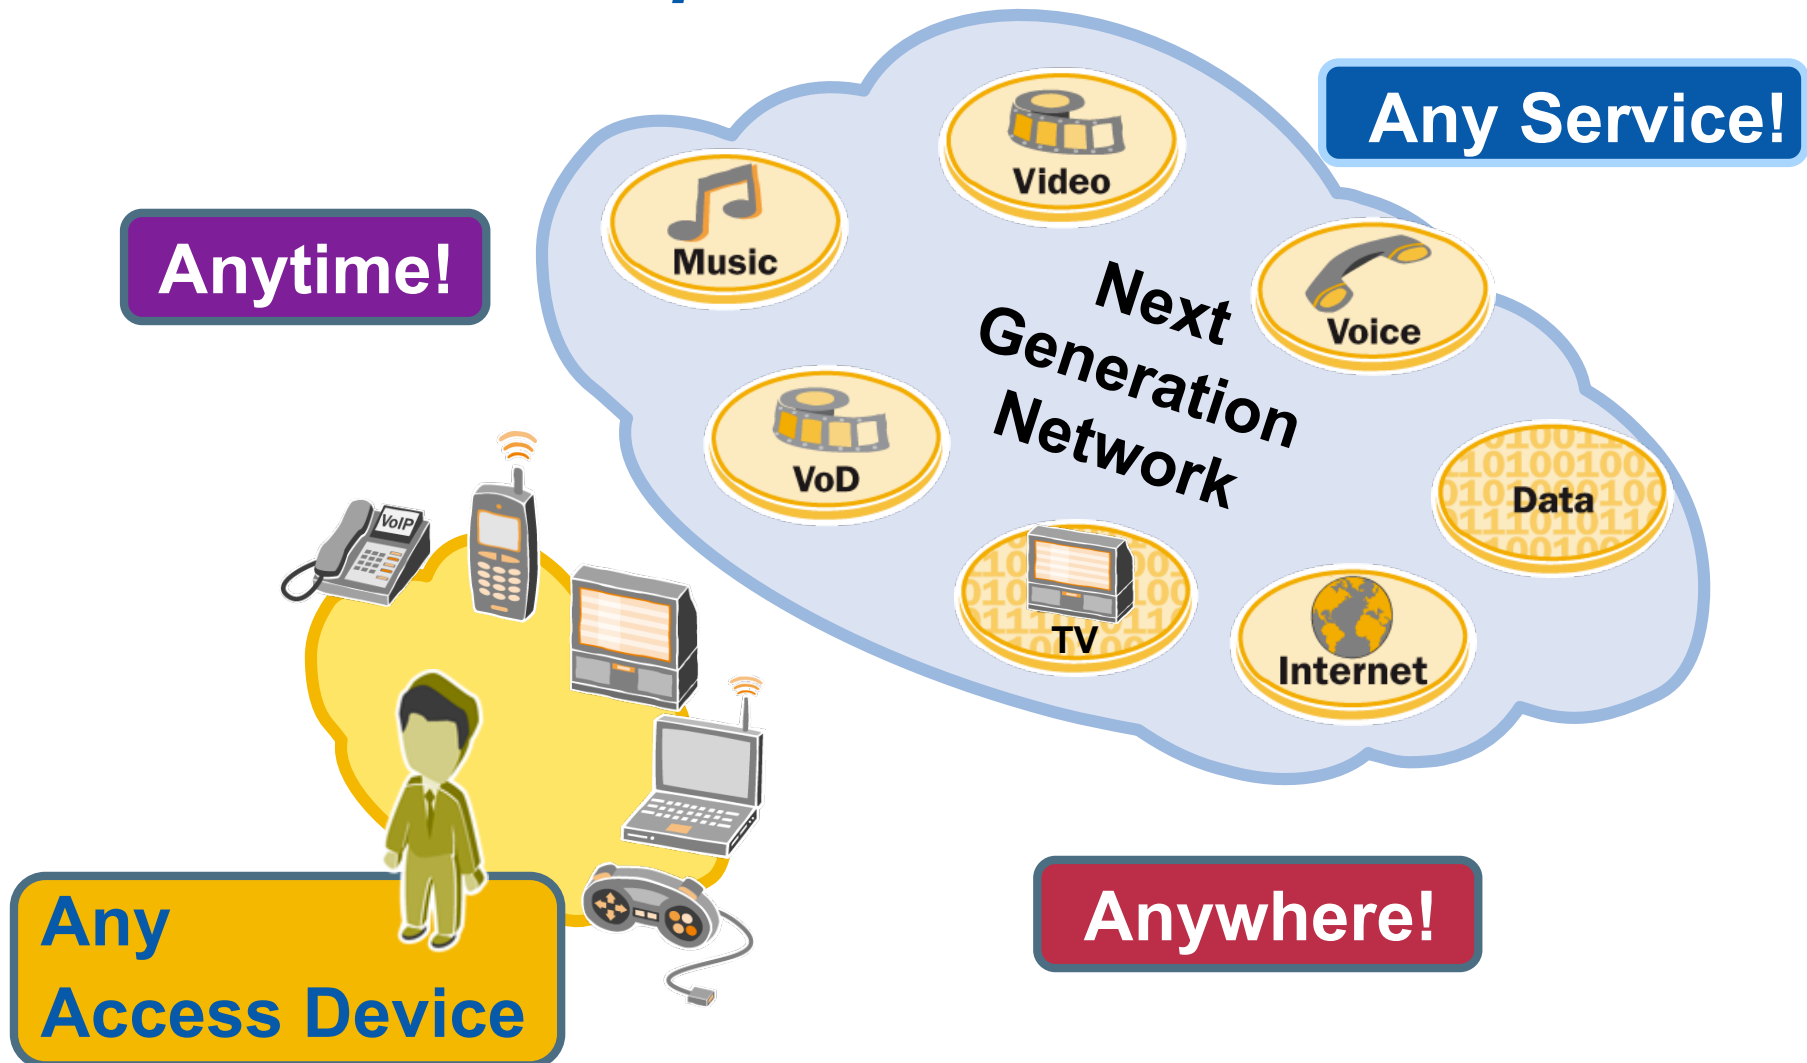 Any Service!
Video
Music
Anytime!
Next
Generation
Network
Voice
VoD
Data
TV
Internet
VoIP
Anywhere!
Any
Access Device